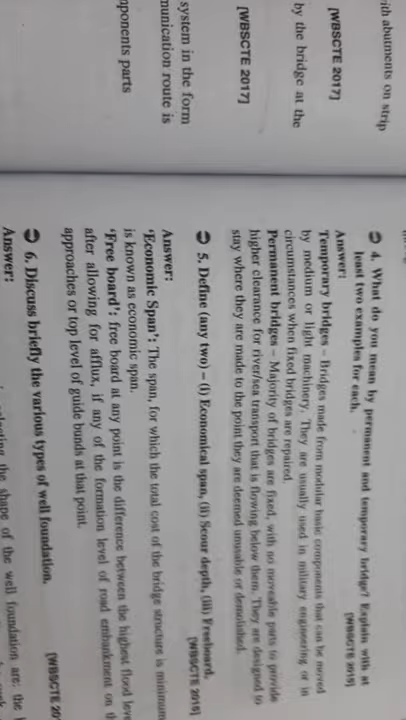 ith abutments on strip
[WBSCTE 2017]
by the bridge at the
[WBSCTE 2017]
system in the form
munication route is
ponents parts
4. What do you mean by permanent and temporary bridge? Explain with at
least two examples for each.
[WBSCTE 2015]
Answer:
Temporary bridges – Bridges made from modular basic components that can be moved
by medium or light machinery. They are usually used in military engineering or in
circumstances when fixed bridges are repaired.
Permanent bridges – Majority of bridges are fixed, with no moveable parts to provide
higher clearance for river/sea transport that is flowing below them. They are designed to
stay where they are made to the point they are deemed unusable or demolished.
5. Define (any two) – (i) Economical span, (ii) Scour depth, (iii) Freeboard.
[WBSCTE 2015]
Answer:
'Economic Span': The span, for which the total cost of the bridge structure is minimum
is known as economic span.
'Free board': free board at any point is the difference between the highest flood leve
after allowing for afflux, if any of the formation level of road embankment on th
approaches or top level of guide bunds at that point.
6. Discuss briefly the various types of well foundation.
[WBSCTE 20
Answer:
the shape of the well foundation are the